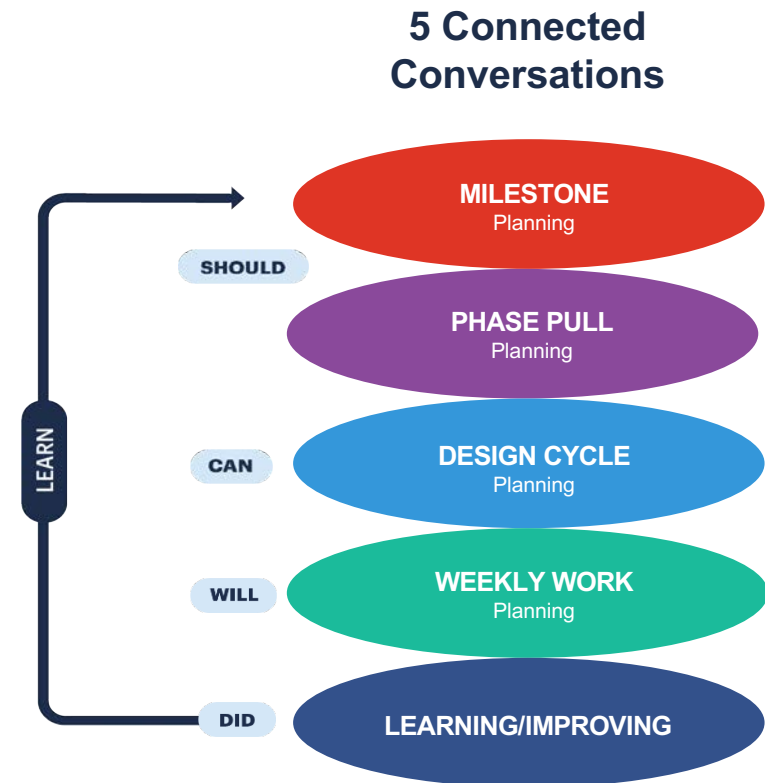 5 Connected
Conversations
MILESTONE
Planning
SHOULD
PHASE PULL
Planning
LEARN
CAN
DESIGN CYCLE
Planning
WILL
WEEKLY WORK
Planning
DID
LEARNING/IMPROVING